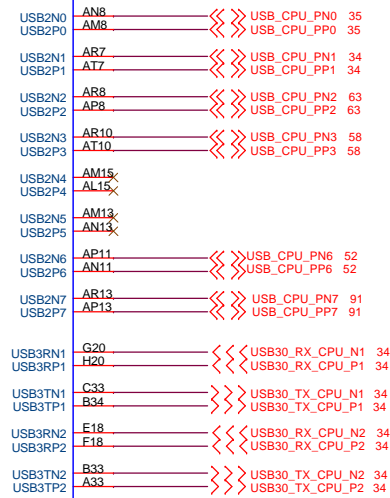 USB2N0 AN8 USB_CPU_PN0 35
USB2P0 AM8 USB_CPU_PP0 35
USB2N1 AR7 USB_CPU_PN1 34
USB2P1 AT7 USB_CPU_PP1 34
USB2N2 AR8 USB_CPU_PN2 63
USB2P2 AP8 USB_CPU_PP2 63
USB2N3 AR10 USB_CPU_PN3 58
USB2P3 AT10 USB_CPU_PP3 58
USB2N4 AM15
USB2P4 AL15
USB2N5 AM13
USB2P5 AN13
USB2N6 AP11 USB_CPU_PN6 52
USB2P6 AN11 USB_CPU_PP6 52
USB2N7 AR13 USB_CPU_PN7 91
USB2P7 AP13 USB_CPU_PP7 91
USB3RN1 G20 USB30_RX_CPU_N1 34
USB3RP1 H20 USB30_RX_CPU_P1 34
USB3TN1 C33 USB30_TX_CPU_N1 34
USB3TP1 B34 USB30_TX_CPU_P1 34
USB3RN2 E18 USB30_RX_CPU_N2 34
USB3RP2 F18 USB30_RX_CPU_P2 34
USB3TN2 B33 USB30_TX_CPU_N2 34
USB3TP2 A33 USB30_TX_CPU_P2 34